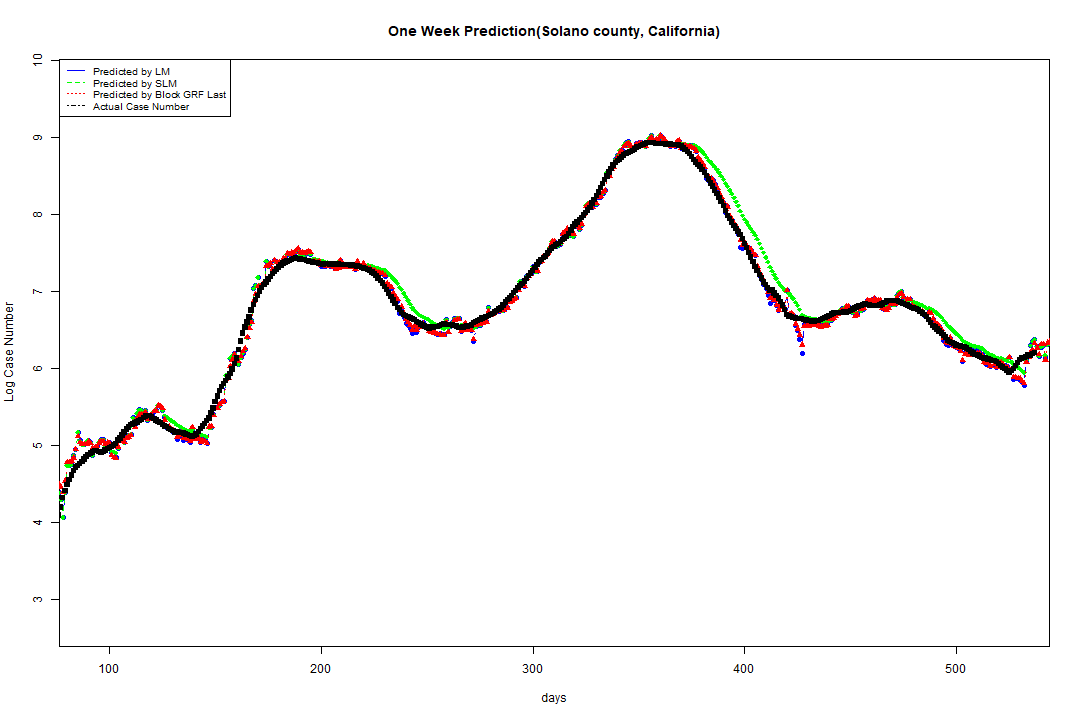 One Week Prediction(Solano county, California)
Predicted by LM
Predicted by SLM
Predicted by Block GRF Last
Actual Case Number
10
9
8
7
6
5
4
3
Log Case Number
100 200 300 400 500
days